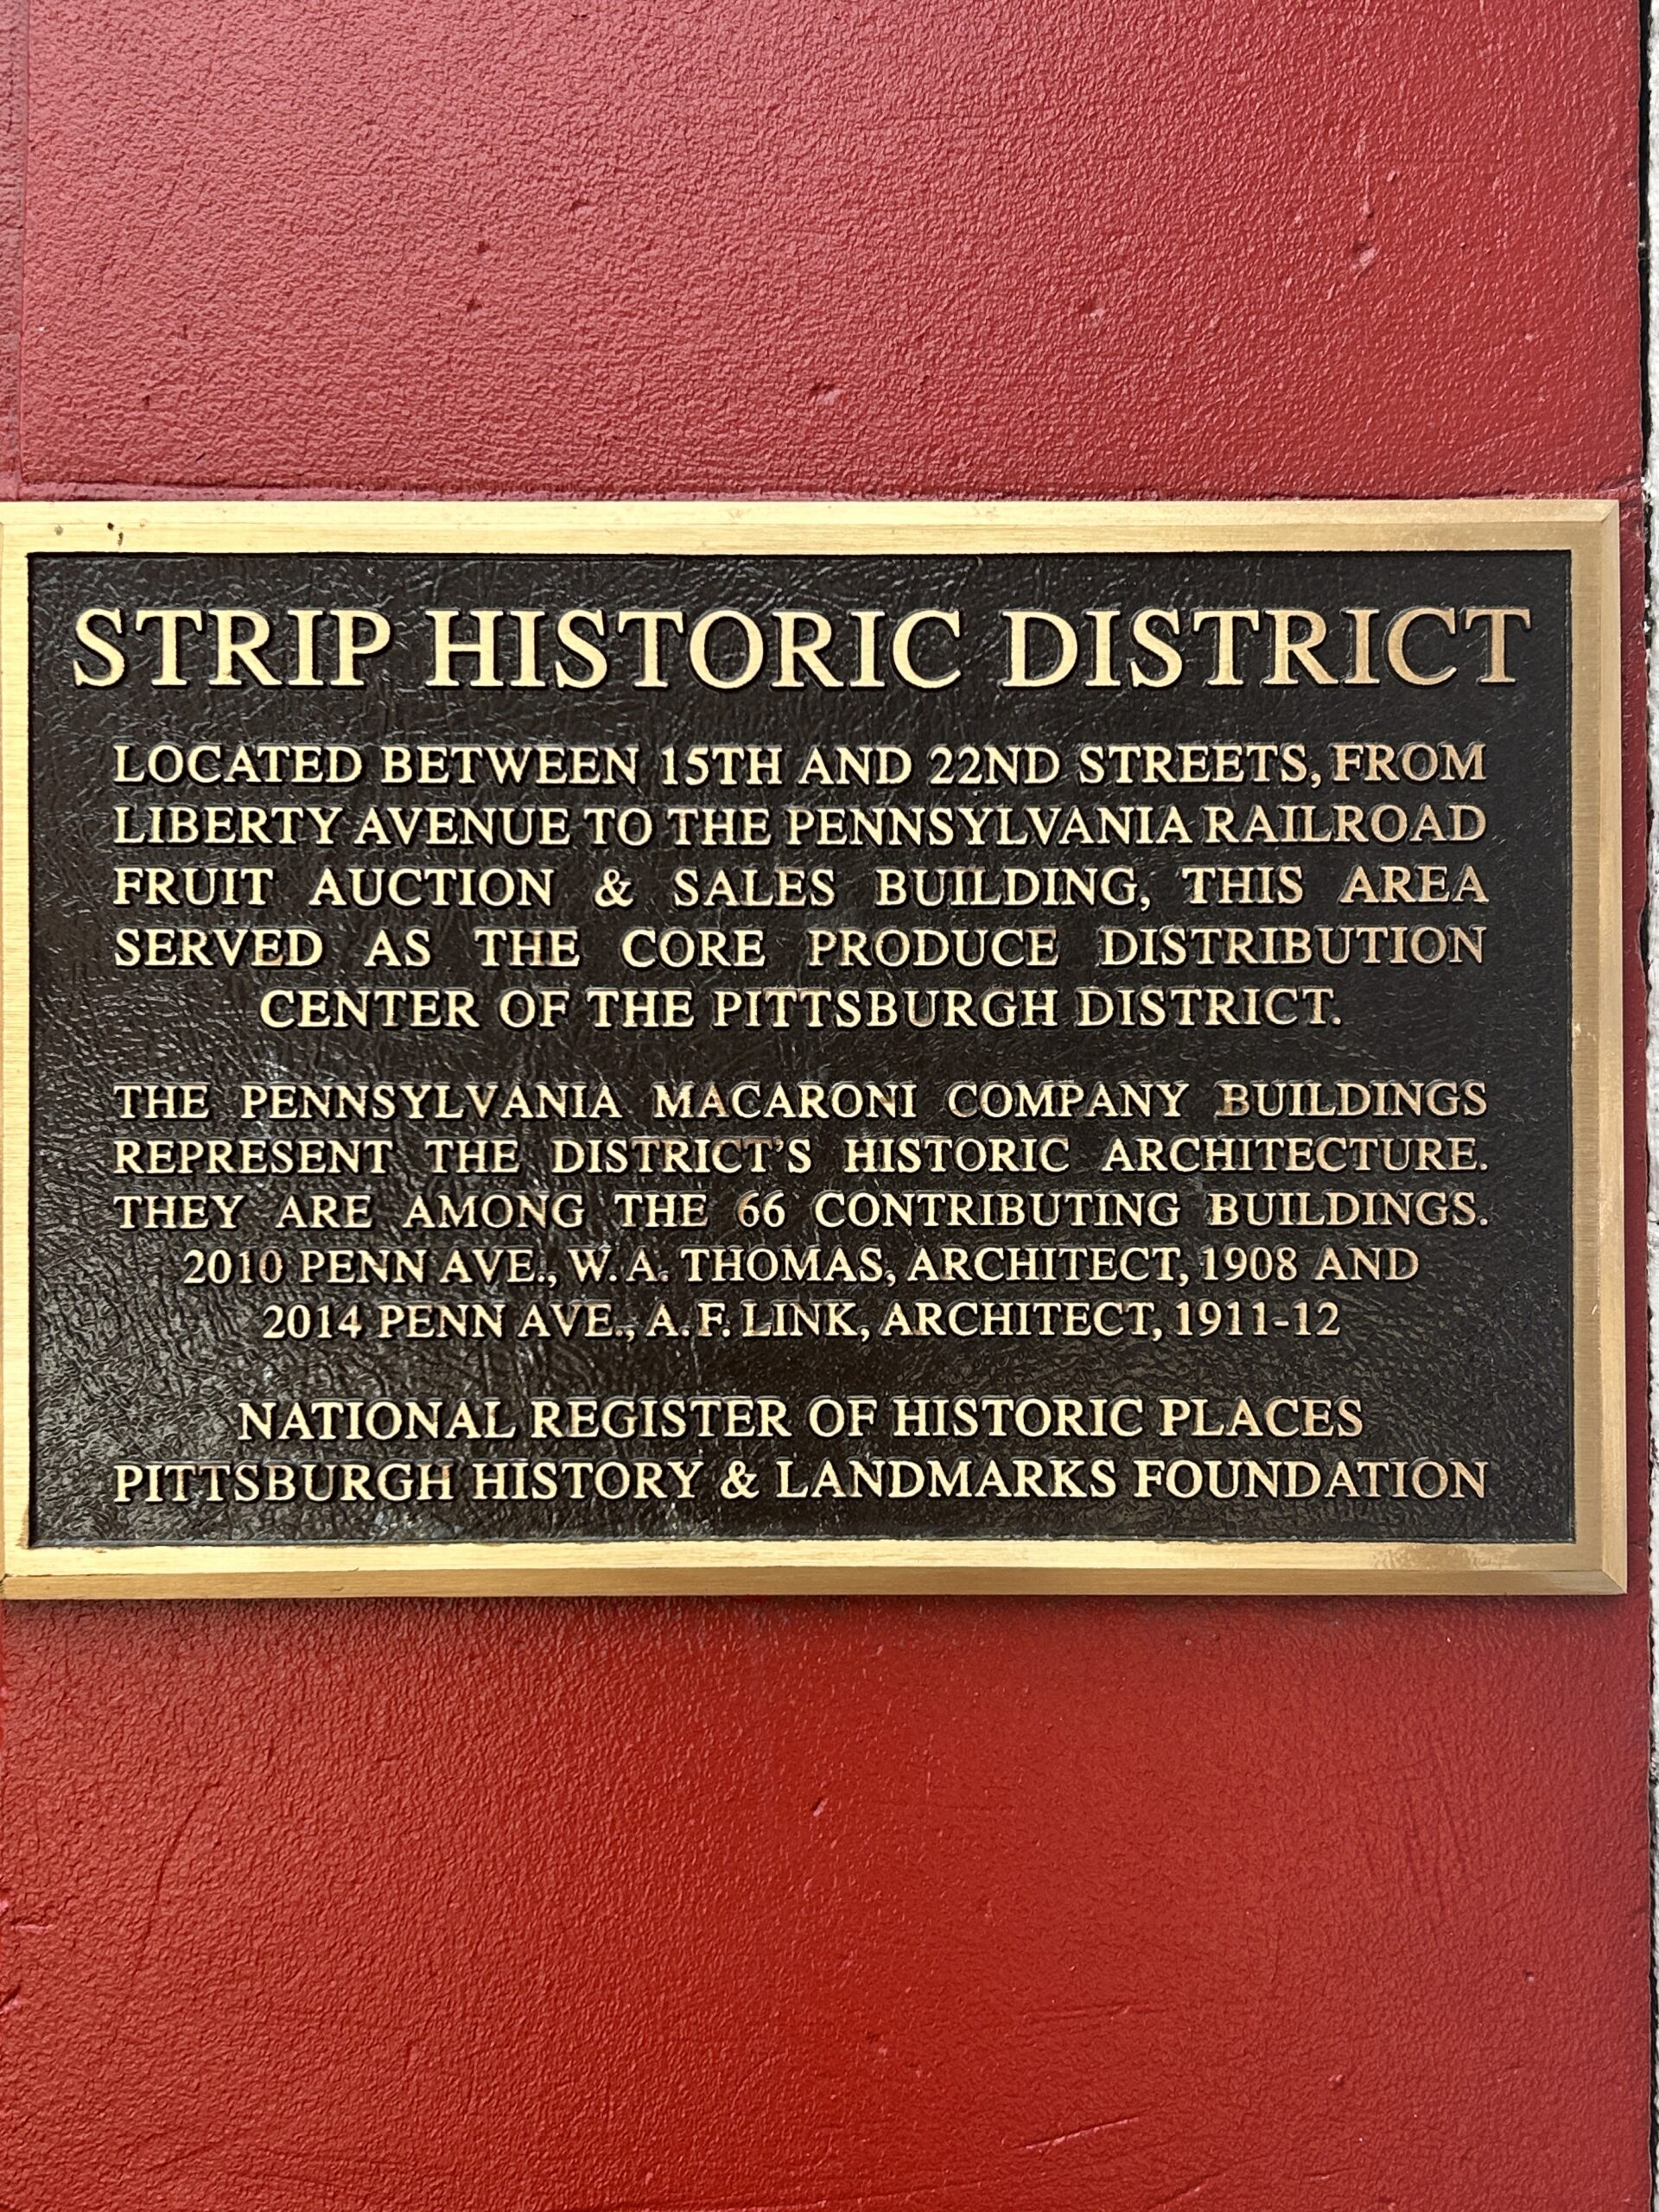 STRIP HISTORIC DISTRICT
LOCATED BETWEEN 15TH AND 22ND STREETS, FROM
LIBERTY AVENUE TO THE PENNSYLVANIA RAILROAD
FRUIT AUCTION & SALES BUILDING, THIS AREA
SERVED AS THE CORE PRODUCE DISTRIBUTION
CENTER OF THE PITTSBURGH DISTRICT.
THE PENNSYLVANIA MACARONI COMPANY BUILDINGS
REPRESENT THE DISTRICT'S HISTORIC ARCHITECTURE.
THEY ARE AMONG THE 66 CONTRIBUTING BUILDINGS.
2010 PENN AVE., W. A. THOMAS, ARCHITECT, 1908 AND
2014 PENN AVE., A. F. LINK, ARCHITECT, 1911-12
NATIONAL REGISTER OF HISTORIC PLACES
PITTSBURGH HISTORY & LANDMARKS FOUNDATION